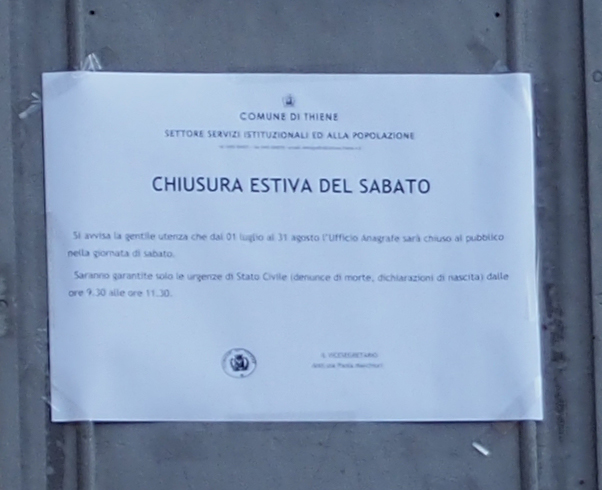 COMUNE DI THIENE
SETTORE SERVIZI ISTITUZIONALI ED ALLA POPOLAZIONE
CHIUSURA ESTIVA DEL SABATO
Si avvisa la gentile utenza che dal 01 luglio al 31 agosto l'Ufficio Anagrafe sarà chiuso al pubblico
nella giornata di sabato.
Saranno garantite solo le urgenze di Stato Civile (denunce di morte, dichiarazioni di nascita) dalle
ore 9.30 alle ore 11.30.
IL VICESEGRETARIO